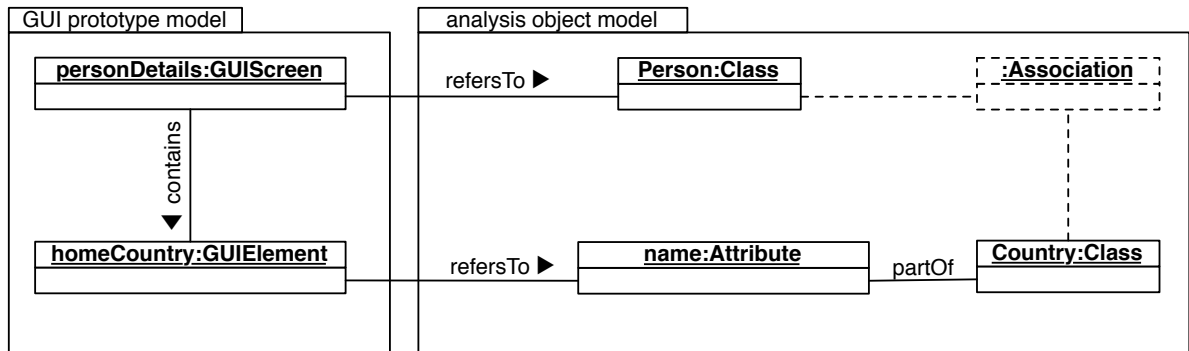 GUI prototype model
analysis object model
personDetails:GUIScreen
refersTo ▶
Person:Class
:Association
contains ▶
homeCountry:GUIElement
refersTo ▶
name:Attribute
partOf
Country:Class